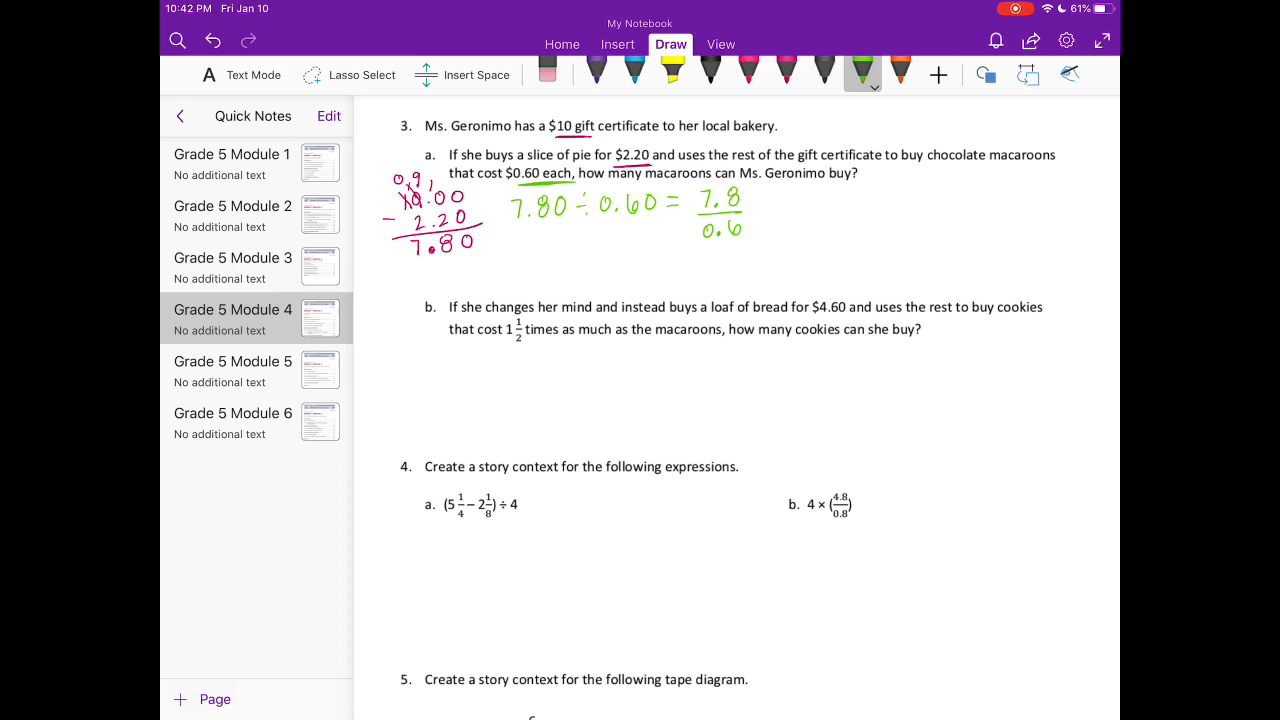 10:42 PM Fri Jan 10
My Notebook
61%
Home Insert Draw View
A Text Mode Lasso Select Insert Space
Quick Notes Edit
Grade 5 Module 1
No additional text
Grade 5 Module 2
No additional text
Grade 5 Module 3
No additional text
Grade 5 Module 4
No additional text
Grade 5 Module 5
No additional text
Grade 5 Module 6
No additional text
+ Page
3. Ms. Geronimo has a $10 gift certificate to her local bakery.
a. If she buys a slice of pie for $2.20 and uses the rest of the gift certificate to buy chocolate macaroons
that cost $0.60 each, how many macaroons can Ms. Geronimo buy?
0 9 1
10.00
- 2.20
7.80
7.80 ÷ 0.60 = 7.8
0.6
b. If she changes her mind and instead buys a loaf of bread for $4.60 and uses the rest to buy cookies
that cost 1 1/2 times as much as the macaroons, how many cookies can she buy?
4. Create a story context for the following expressions.
a. (5 1/4 – 2 1/8) ÷ 4
b. 4 × (4.8/0.8)
5. Create a story context for the following tape diagram.